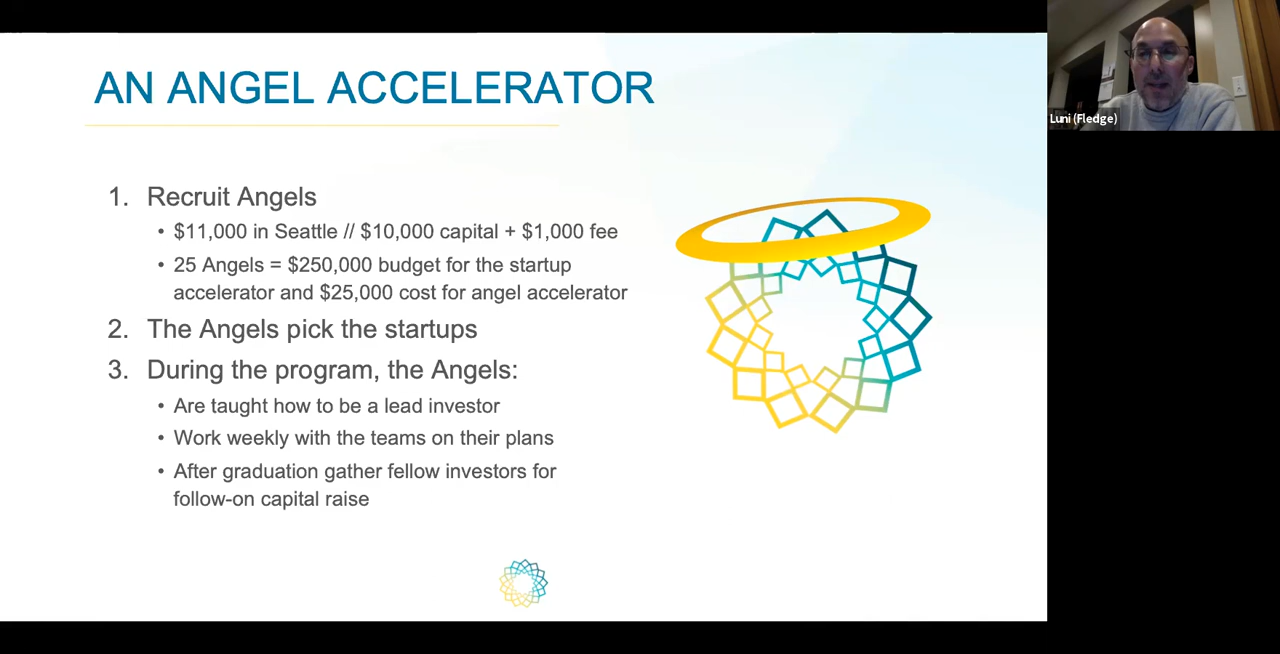 AN ANGEL ACCELERATOR
1. Recruit Angels
• $11,000 in Seattle // $10,000 capital + $1,000 fee
• 25 Angels = $250,000 budget for the startup
accelerator and $25,000 cost for angel accelerator
2. The Angels pick the startups
3. During the program, the Angels:
• Are taught how to be a lead investor
• Work weekly with the teams on their plans
• After graduation gather fellow investors for
follow-on capital raise
Luni (Fledge)